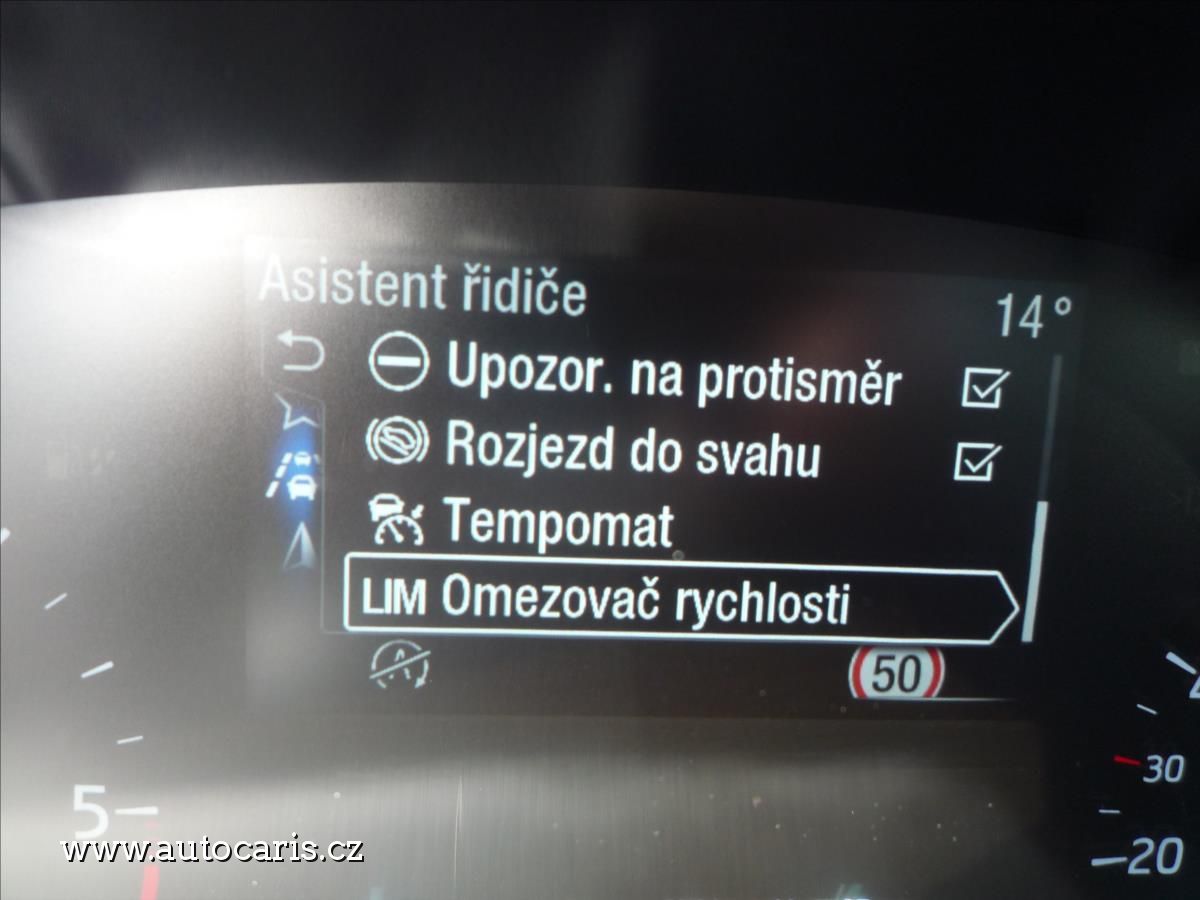 Asistent řidiče
14°
Upozor. na protisměr
Rozjezd do svahu
Tempomat
LIM Omezovač rychlosti
50
30
5
20
www.autocaris.cz